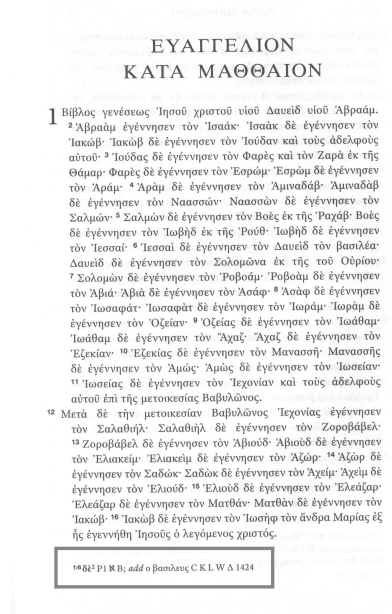 ΕΥΑΓΓΕΛΙΟΝ
ΚΑΤΑ ΜΑΘΘΑΙΟΝ
1 Βίβλος γενέσεως Ἰησοῦ χριστοῦ υἱοῦ Δαυεὶδ υἱοῦ Ἀβραάμ.
2 Ἀβραὰμ ἐγέννησεν τὸν Ἰσαάκ· Ἰσαὰκ δὲ ἐγέννησεν τὸν
Ἰακώβ· Ἰακὼβ δὲ ἐγέννησεν τὸν Ἰούδαν καὶ τοὺς ἀδελφοὺς
αὐτοῦ· 3 Ἰούδας δὲ ἐγέννησεν τὸν Φαρὲς καὶ τὸν Ζαρὰ ἐκ τῆς
Θάμαρ· Φαρὲς δὲ ἐγέννησεν τὸν Ἑσρώμ· Ἑσρὼμ δὲ ἐγέννησεν
τὸν Ἀράμ· 4 Ἀρὰμ δὲ ἐγέννησεν τὸν Ἀμιναδάβ· Ἀμιναδὰβ
δὲ ἐγέννησεν τὸν Ναασσών· Ναασσὼν δὲ ἐγέννησεν τὸν
Σαλμών· 5 Σαλμὼν δὲ ἐγέννησεν τὸν Βοὲς ἐκ τῆς Ῥαχάβ· Βοὲς
δὲ ἐγέννησεν τὸν Ἰωβὴδ ἐκ τῆς Ῥούθ· Ἰωβὴδ δὲ ἐγέννησεν
τὸν Ἰεσσαί· 6 Ἰεσσαὶ δὲ ἐγέννησεν τὸν Δαυεὶδ τὸν βασιλέα·
Δαυεὶδ δὲ ἐγέννησεν τὸν Σολομῶνα ἐκ τῆς τοῦ Οὐρίου·
7 Σολομὼν δὲ ἐγέννησεν τὸν Ῥοβοάμ· Ῥοβοὰμ δὲ ἐγέννησεν
τὸν Ἀβιά· Ἀβιὰ δὲ ἐγέννησεν τὸν Ἀσάφ· 8 Ἀσὰφ δὲ ἐγέννησεν
τὸν Ἰωσαφάτ· Ἰωσαφὰτ δὲ ἐγέννησεν τὸν Ἰωράμ· Ἰωρὰμ δὲ
ἐγέννησεν τὸν Ὀζείαν· 9 Ὀζείας δὲ ἐγέννησεν τὸν Ἰωάθαμ·
Ἰωάθαμ δὲ ἐγέννησεν τὸν Ἄχαζ· Ἄχαζ δὲ ἐγέννησεν τὸν
Ἐζεκίαν· 10 Ἐζεκίας δὲ ἐγέννησεν τὸν Μανασσῆ· Μανασσῆς
δὲ ἐγέννησεν τὸν Ἀμώς· Ἀμὼς δὲ ἐγέννησεν τὸν Ἰωσείαν·
11 Ἰωσείας δὲ ἐγέννησεν τὸν Ἰεχονίαν καὶ τοὺς ἀδελφοὺς
αὐτοῦ ἐπὶ τῆς μετοικεσίας Βαβυλῶνος.
12 Μετὰ δὲ τὴν μετοικεσίαν Βαβυλῶνος Ἰεχονίας ἐγέννησεν
τὸν Σαλαθιήλ· Σαλαθιὴλ δὲ ἐγέννησεν τὸν Ζοροβάβελ·
13 Ζοροβάβελ δὲ ἐγέννησεν τὸν Ἀβιούδ· Ἀβιοὺδ δὲ ἐγέννησεν
τὸν Ἐλιακείμ· Ἐλιακεὶμ δὲ ἐγέννησεν τὸν Ἀζώρ· 14 Ἀζὼρ δὲ
ἐγέννησεν τὸν Σαδώκ· Σαδὼκ δὲ ἐγέννησεν τὸν Ἀχείμ· Ἀχεὶμ δὲ
ἐγέννησεν τὸν Ἐλιούδ· 15 Ἐλιοὺδ δὲ ἐγέννησεν τὸν Ἐλεάζαρ·
Ἐλεάζαρ δὲ ἐγέννησεν τὸν Ματθάν· Ματθὰν δὲ ἐγέννησεν τὸν
Ἰακώβ· 16 Ἰακὼβ δὲ ἐγέννησεν τὸν Ἰωσὴφ τὸν ἄνδρα Μαρίας ἐξ
ἧς ἐγεννήθη Ἰησοῦς ὁ λεγόμενος χριστός.
1:6 δὲ² P1 ℵ B; add ο βασιλευς C K L W Δ 1424